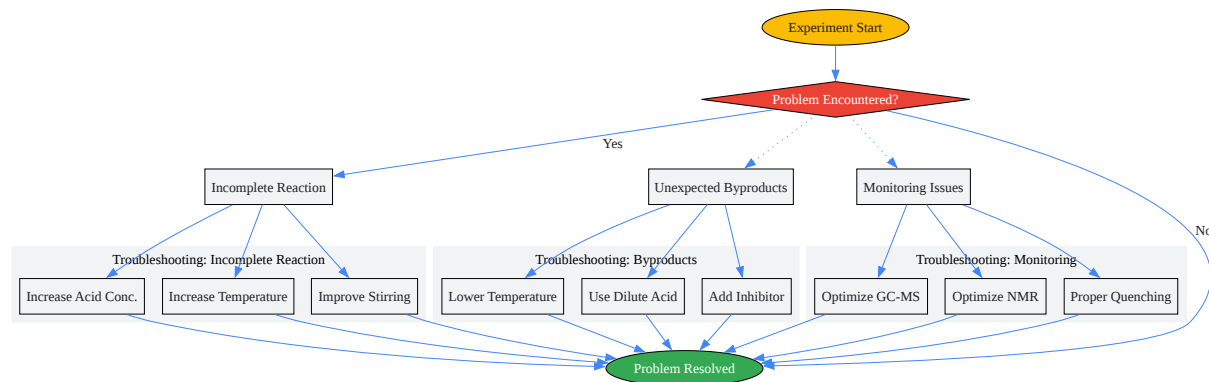 Experiment Start
Problem Encountered?
Yes
Incomplete Reaction
Unexpected Byproducts
Monitoring Issues
No
Troubleshooting: Incomplete Reaction
Troubleshooting: Byproducts
Troubleshooting: Monitoring
Increase Acid Conc.
Increase Temperature
Improve Stirring
Lower Temperature
Use Dilute Acid
Add Inhibitor
Optimize GC-MS
Optimize NMR
Proper Quenching
Problem Resolved